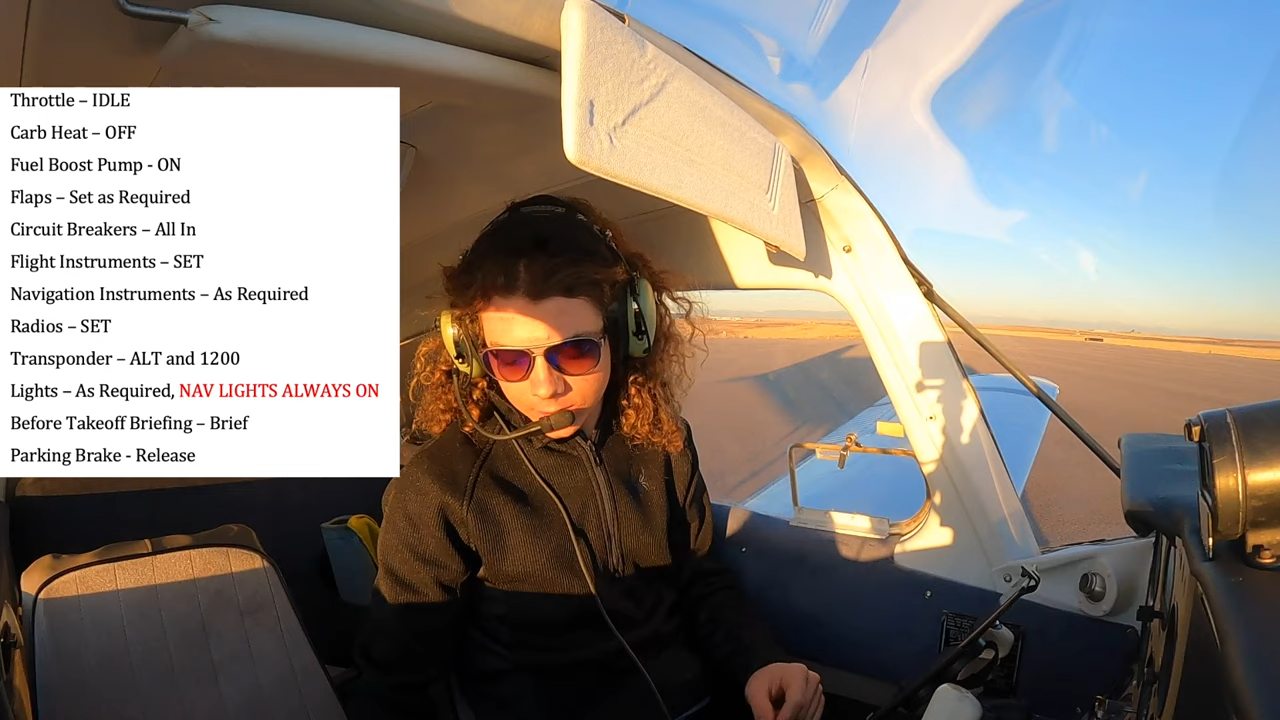 Throttle – IDLE
Carb Heat – OFF
Fuel Boost Pump - ON
Flaps – Set as Required
Circuit Breakers – All In
Flight Instruments – SET
Navigation Instruments – As Required
Radios – SET
Transponder – ALT and 1200
Lights – As Required, NAV LIGHTS ALWAYS ON
Before Takeoff Briefing – Brief
Parking Brake - Release